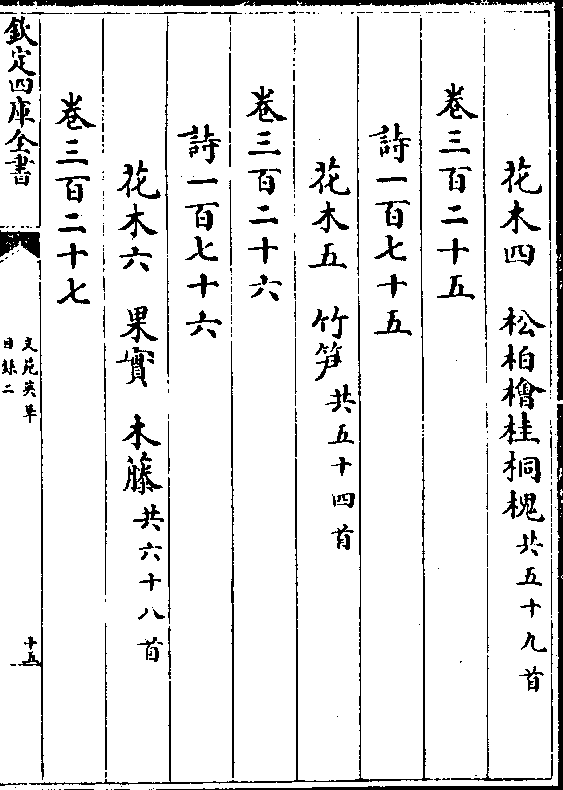 花木四　松柏檜桂桐槐共五十九首
卷三百二十五
詩一百七十五
花木五　竹笋共五十四首
卷三百二十六
詩一百七十六
花木六　果實　木藤共六十八首
卷三百二十七
欽定四庫全書
文苑英華
目錄二
十五